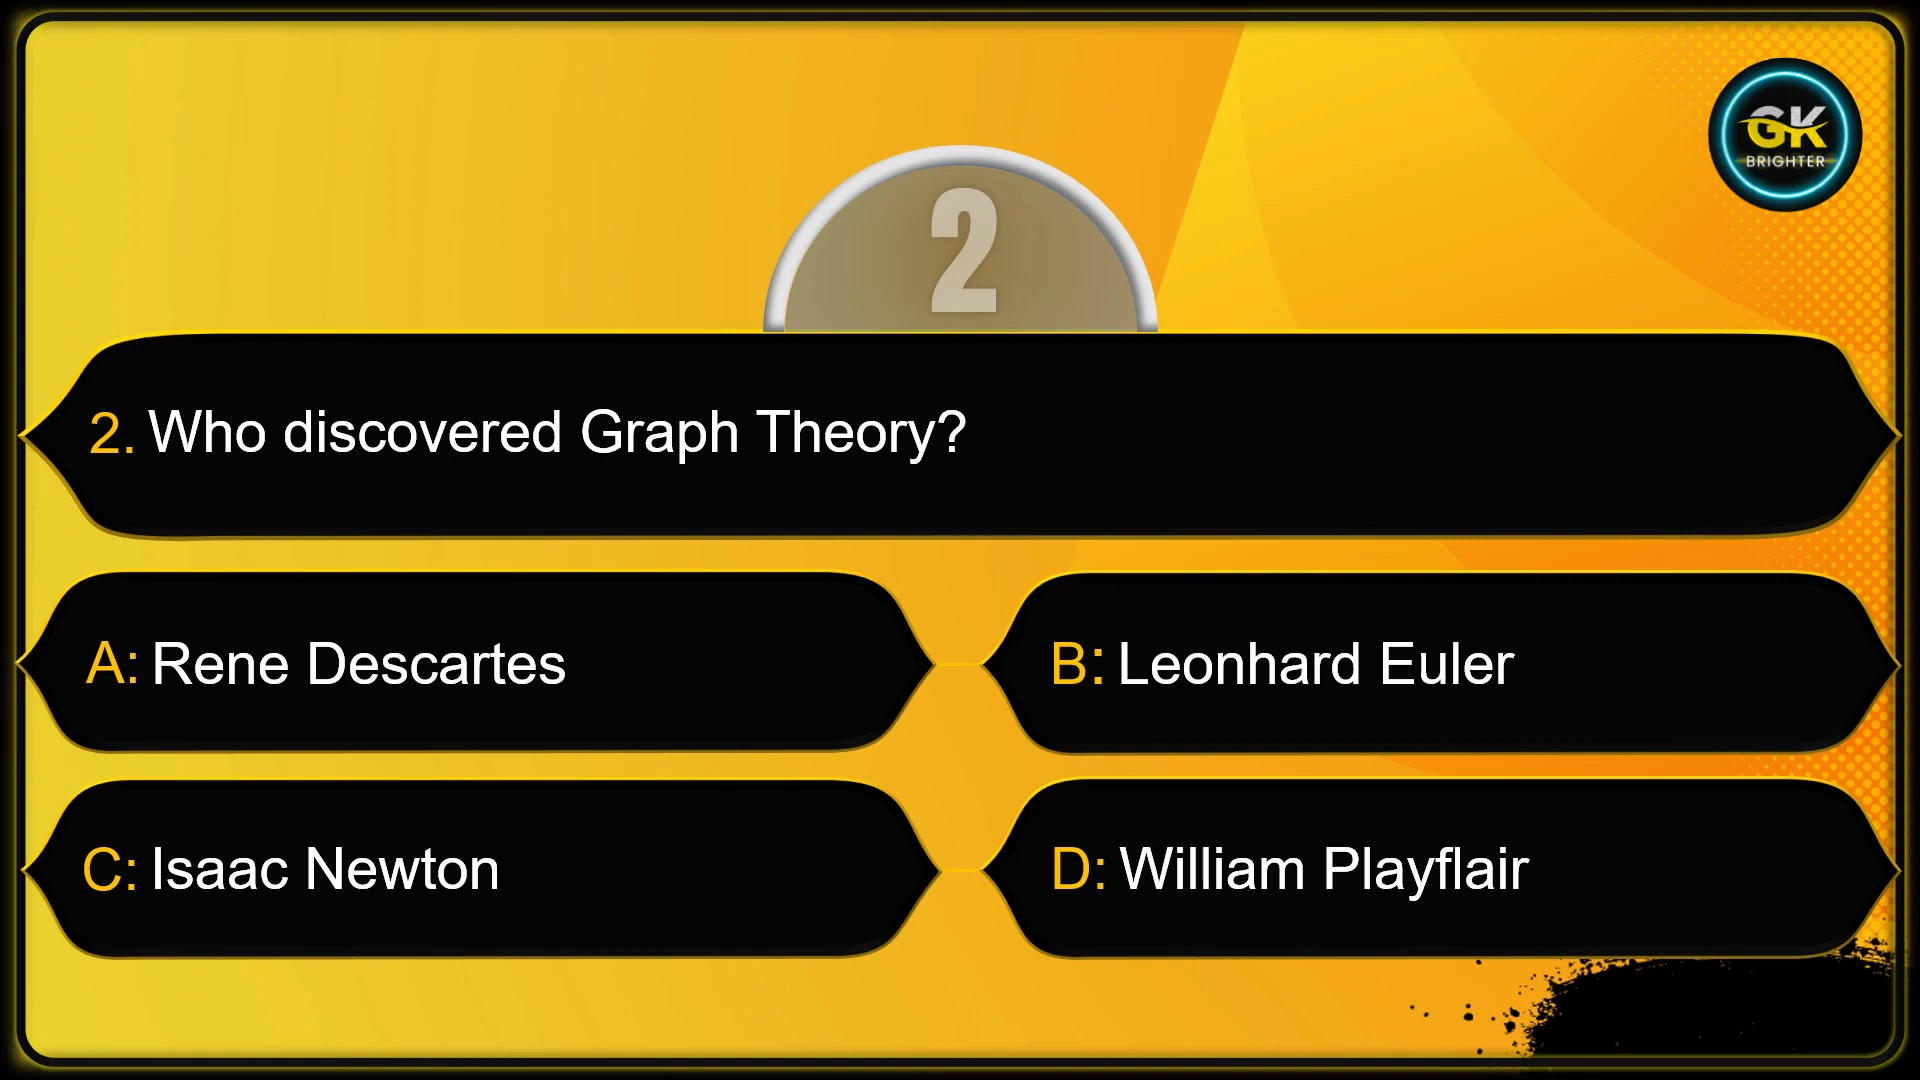 GK
BRIGHTER
2
2. Who discovered Graph Theory?
A: Rene Descartes
B: Leonhard Euler
C: Isaac Newton
D: William Playflair